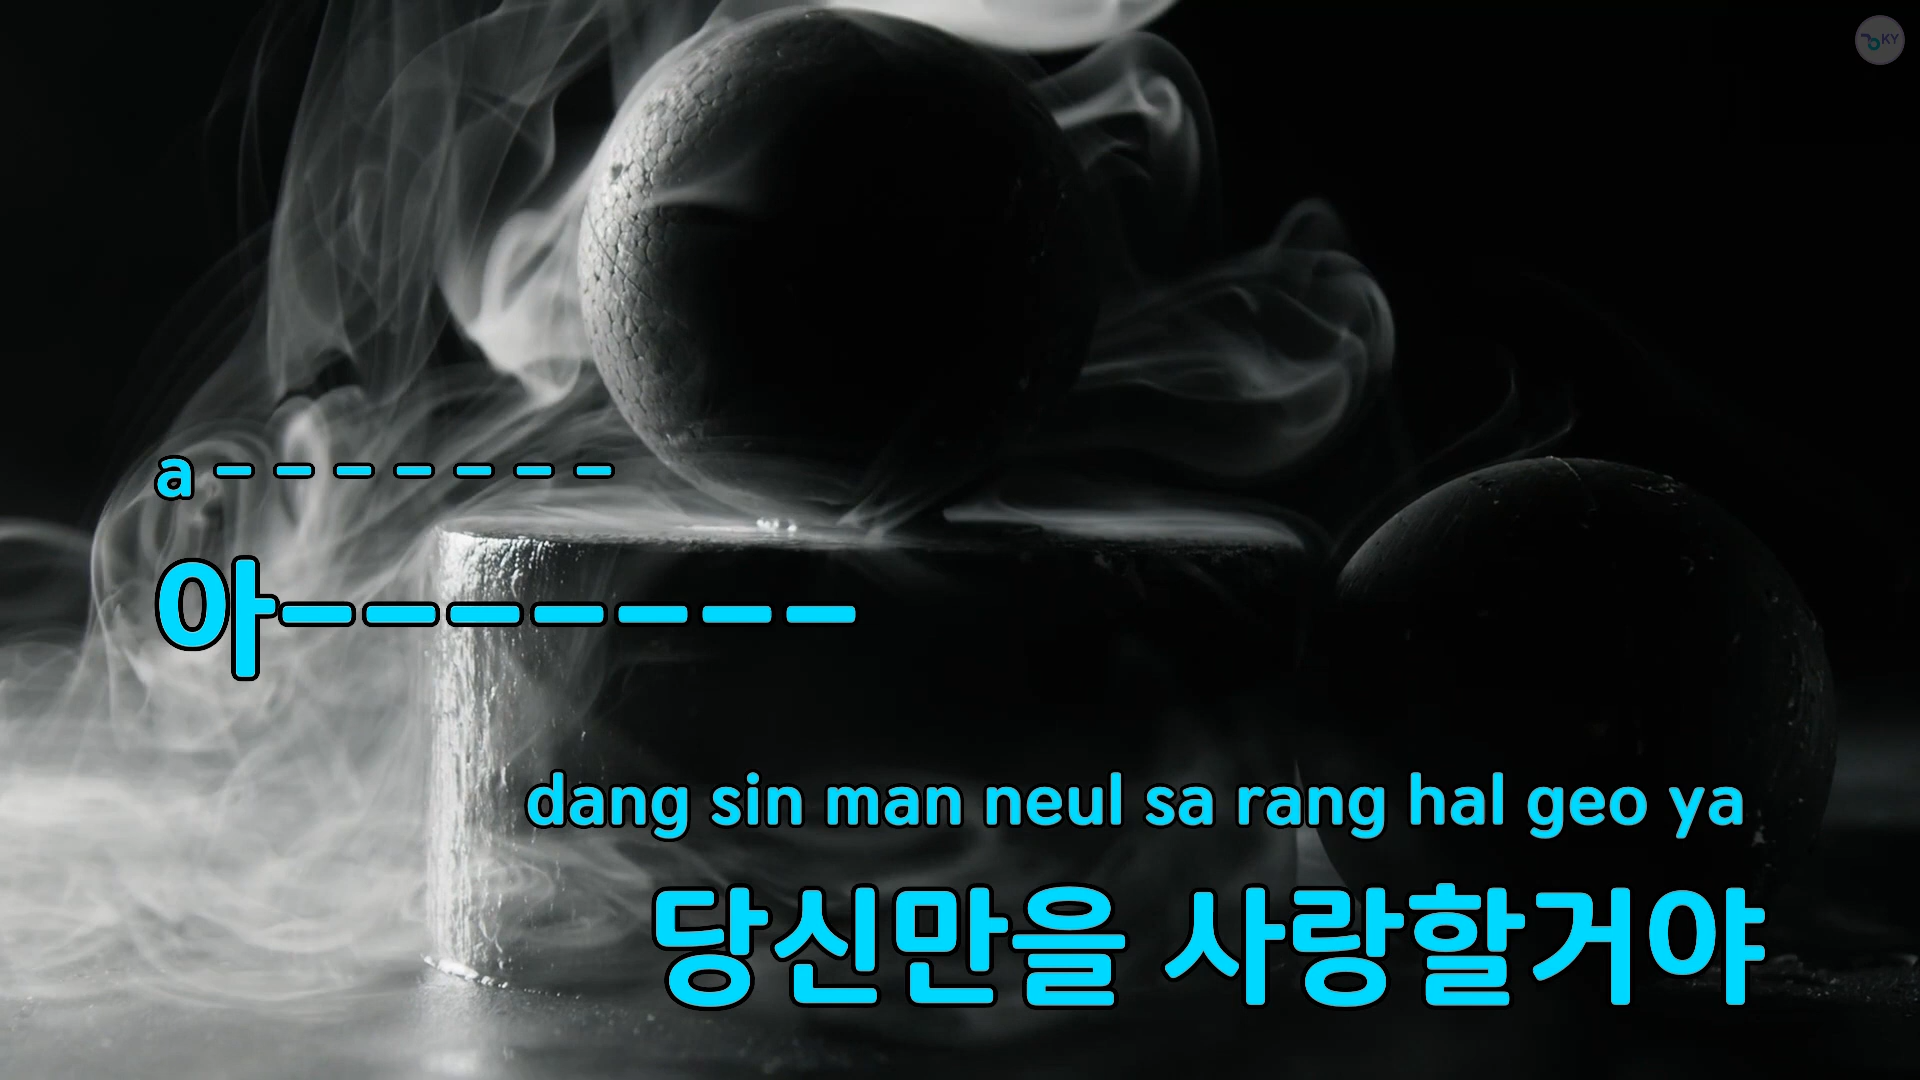 KY
a - - - - - - -
아-------
dang sin man neul sa rang hal geo ya
당신만을 사랑할거야